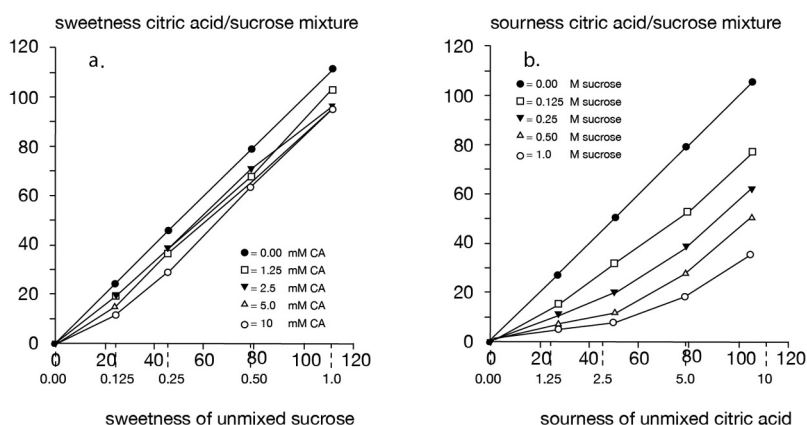 sweetness citric acid/sucrose mixture
a.
120
100
80
60
40
20
0
● = 0.00 mM CA
□ = 1.25 mM CA
▼ = 2.5 mM CA
△ = 5.0 mM CA
○ = 10 mM CA
0 20 40 60 80 100 120
0.00 0.125 0.25 0.50 1.0
sweetness of unmixed sucrose
sourness citric acid/sucrose mixture
b.
120
100
80
60
40
20
0
● = 0.00 M sucrose
□ = 0.125 M sucrose
▼ = 0.25 M sucrose
△ = 0.50 M sucrose
○ = 1.0 M sucrose
0 20 40 60 80 100 120
0.00 1.25 2.5 5.0 10
sourness of unmixed citric acid